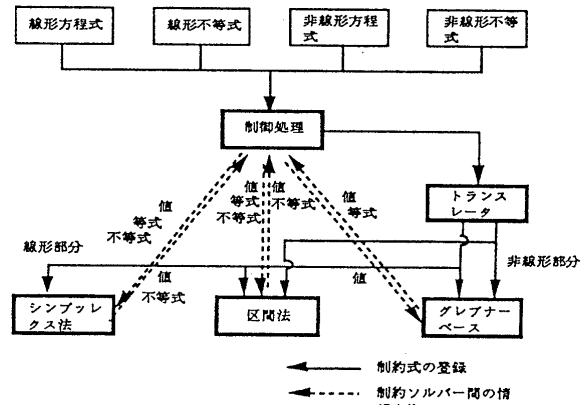 線形方程式
線形不等式
非線形方程
式
非線形不等
式
制御処理
トランス
レータ
値
等式
不等式
値
等式
不等式
値
不等式
値
等式
線形部分
非線形部分
値
不等式
値
シンプレッ
クス法
区間法
グレブナー
ベース
制約式の登録
制約ソルバー間の情